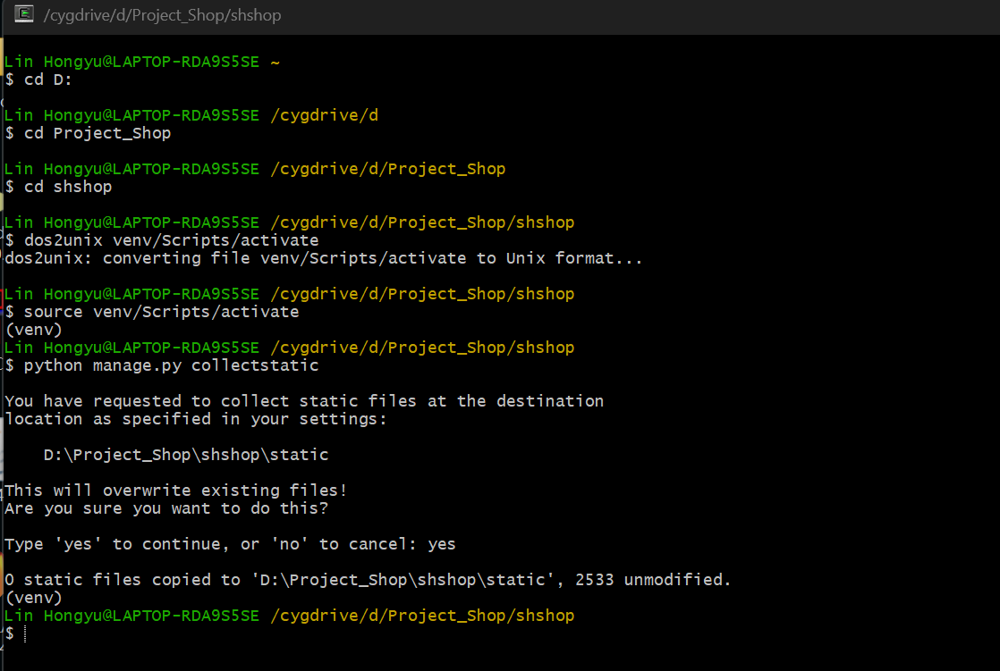 /cygdrive/d/Project_Shop/shshop
Lin Hongyu@LAPTOP-RDA9S5SE ~
$ cd D:
Lin Hongyu@LAPTOP-RDA9S5SE /cygdrive/d
$ cd Project_Shop
Lin Hongyu@LAPTOP-RDA9S5SE /cygdrive/d/Project_Shop
$ cd shshop
Lin Hongyu@LAPTOP-RDA9S5SE /cygdrive/d/Project_Shop/shshop
$ dos2unix venv/Scripts/activate
dos2unix: converting file venv/Scripts/activate to Unix format...
Lin Hongyu@LAPTOP-RDA9S5SE /cygdrive/d/Project_Shop/shshop
$ source venv/Scripts/activate
(venv)
Lin Hongyu@LAPTOP-RDA9S5SE /cygdrive/d/Project_Shop/shshop
$ python manage.py collectstatic
You have requested to collect static files at the destination
location as specified in your settings:
D:\Project_Shop\shshop\static
This will overwrite existing files!
Are you sure you want to do this?
Type 'yes' to continue, or 'no' to cancel: yes
0 static files copied to 'D:\Project_Shop\shshop\static', 2533 unmodified.
(venv)
Lin Hongyu@LAPTOP-RDA9S5SE /cygdrive/d/Project_Shop/shshop
$